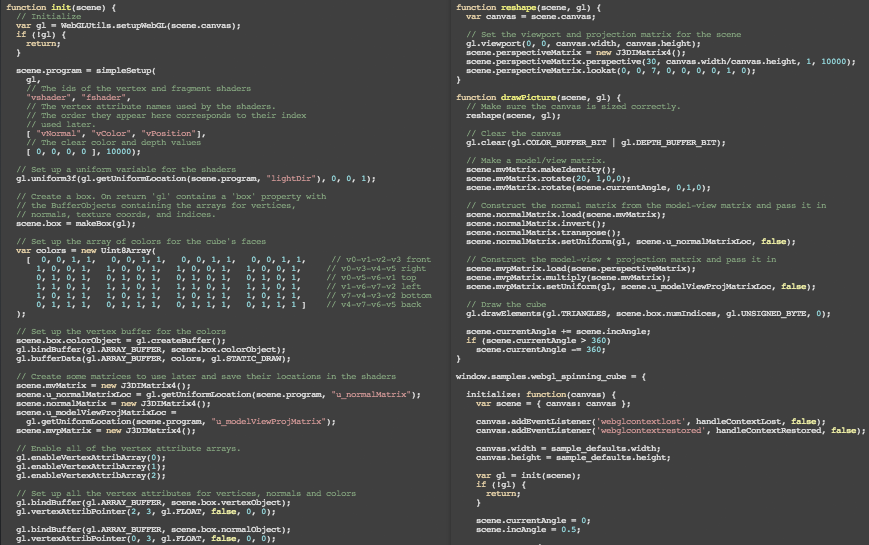 function init(scene) {
// Initialize
var gl = WebGLUtils.setupWebGL(scene.canvas);
if (!gl) {
return;
}
scene.program = simpleSetup(
gl,
// The ids of the vertex and fragment shaders
"vshader", "fshader",
// The vertex attribute names used by the shaders.
// The order they appear here corresponds to their index
// used later.
[ "vNormal", "vColor", "vPosition"],
// The clear color and depth values
[ 0, 0, 0, 0 ], 10000);
// Set up a uniform variable for the shaders
gl.uniform3f(gl.getUniformLocation(scene.program, "lightDir"), 0, 0, 1);
// Create a box. On return 'gl' contains a 'box' property with
// the BufferObjects containing the arrays for vertices,
// normals, texture coords, and indices.
scene.box = makeBox(gl);
// Set up the array of colors for the cube's faces
var colors = new Uint8Array(
[ 0, 0, 1, 1, 0, 0, 1, 1, 0, 0, 1, 1, 0, 0, 1, 1, // v0-v1-v2-v3 front
1, 0, 0, 1, 1, 0, 0, 1, 1, 0, 0, 1, 1, 0, 0, 1, // v0-v3-v4-v5 right
0, 1, 0, 1, 0, 1, 0, 1, 0, 1, 0, 1, 0, 1, 0, 1, // v0-v5-v6-v1 top
1, 1, 0, 1, 1, 1, 0, 1, 1, 1, 0, 1, 1, 1, 0, 1, // v1-v6-v7-v2 left
1, 0, 1, 1, 1, 0, 1, 1, 1, 0, 1, 1, 1, 0, 1, 1, // v7-v4-v3-v2 bottom
0, 1, 1, 1, 0, 1, 1, 1, 0, 1, 1, 1, 0, 1, 1, 1 ] // v4-v7-v6-v5 back
);
// Set up the vertex buffer for the colors
scene.box.colorObject = gl.createBuffer();
gl.bindBuffer(gl.ARRAY_BUFFER, scene.box.colorObject);
gl.bufferData(gl.ARRAY_BUFFER, colors, gl.STATIC_DRAW);
// Create some matrices to use later and save their locations in the shaders
scene.mvMatrix = new J3DIMatrix4();
scene.u_normalMatrixLoc = gl.getUniformLocation(scene.program, "u_normalMatrix");
scene.normalMatrix = new J3DIMatrix4();
scene.u_modelViewProjMatrixLoc =
gl.getUniformLocation(scene.program, "u_modelViewProjMatrix");
scene.mvpMatrix = new J3DIMatrix4();
// Enable all of the vertex attribute arrays.
gl.enableVertexAttribArray(0);
gl.enableVertexAttribArray(1);
gl.enableVertexAttribArray(2);
// Set up all the vertex attributes for vertices, normals and colors
gl.bindBuffer(gl.ARRAY_BUFFER, scene.box.vertexObject);
gl.vertexAttribPointer(2, 3, gl.FLOAT, false, 0, 0);
gl.bindBuffer(gl.ARRAY_BUFFER, scene.box.normalObject);
gl.vertexAttribPointer(0, 3, gl.FLOAT, false, 0, 0);
function reshape(scene, gl) {
var canvas = scene.canvas;
// Set the viewport and projection matrix for the scene
gl.viewport(0, 0, canvas.width, canvas.height);
scene.perspectiveMatrix = new J3DIMatrix4();
scene.perspectiveMatrix.perspective(30, canvas.width/canvas.height, 1, 10000);
scene.perspectiveMatrix.lookat(0, 0, 7, 0, 0, 0, 0, 1, 0);
}
function drawPicture(scene, gl) {
// Make sure the canvas is sized correctly.
reshape(scene, gl);
// Clear the canvas
gl.clear(gl.COLOR_BUFFER_BIT | gl.DEPTH_BUFFER_BIT);
// Make a model/view matrix.
scene.mvMatrix.makeIdentity();
scene.mvMatrix.rotate(20, 1,0,0);
scene.mvMatrix.rotate(scene.currentAngle, 0,1,0);
// Construct the normal matrix from the model-view matrix and pass it in
scene.normalMatrix.load(scene.mvMatrix);
scene.normalMatrix.invert();
scene.normalMatrix.transpose();
scene.normalMatrix.setUniform(gl, scene.u_normalMatrixLoc, false);
// Construct the model-view * projection matrix and pass it in
scene.mvpMatrix.load(scene.perspectiveMatrix);
scene.mvpMatrix.multiply(scene.mvMatrix);
scene.mvpMatrix.setUniform(gl, scene.u_modelViewProjMatrixLoc, false);
// Draw the cube
gl.drawElements(gl.TRIANGLES, scene.box.numIndices, gl.UNSIGNED_BYTE, 0);
scene.currentAngle += scene.incAngle;
if (scene.currentAngle > 360)
scene.currentAngle -= 360;
}
window.samples.webgl_spinning_cube = {
initialize: function(canvas) {
var scene = { canvas: canvas };
canvas.addEventListener('webglcontextlost', handleContextLost, false);
canvas.addEventListener('webglcontextrestored', handleContextRestored, false);
canvas.width = sample_defaults.width;
canvas.height = sample_defaults.height;
var gl = init(scene);
if (!gl) {
return;
}
scene.currentAngle = 0;
scene.incAngle = 0.5;